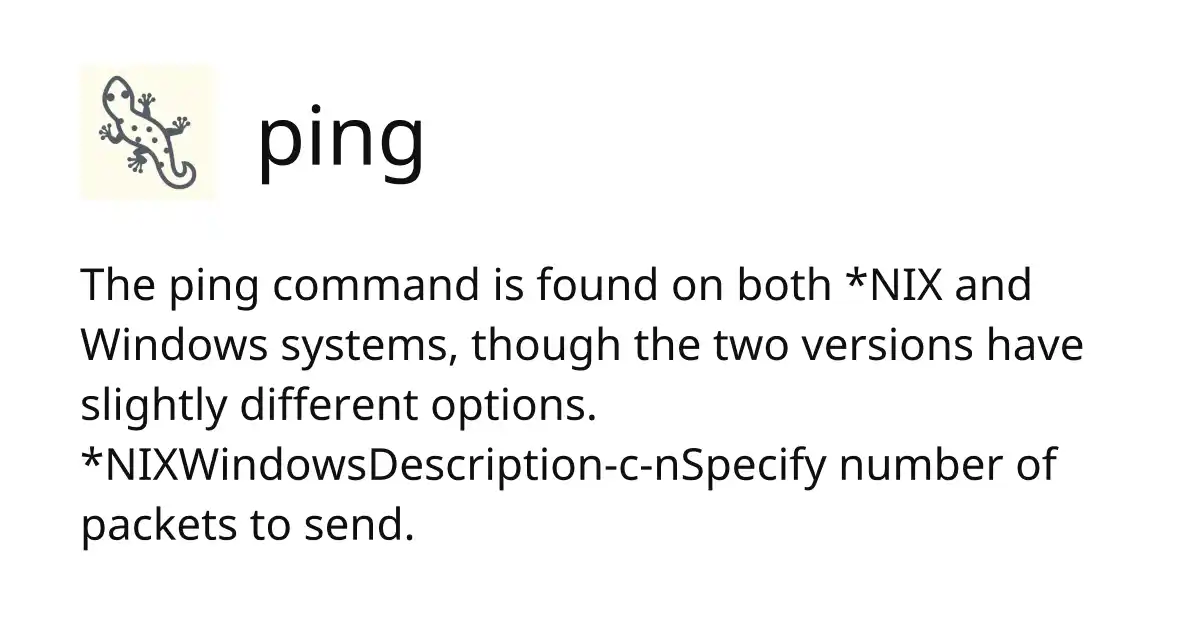 ping
The ping command is found on both *NIX and
Windows systems, though the two versions have
slightly different options.
*NIXWindowsDescription-c-nSpecify number of
packets to send.